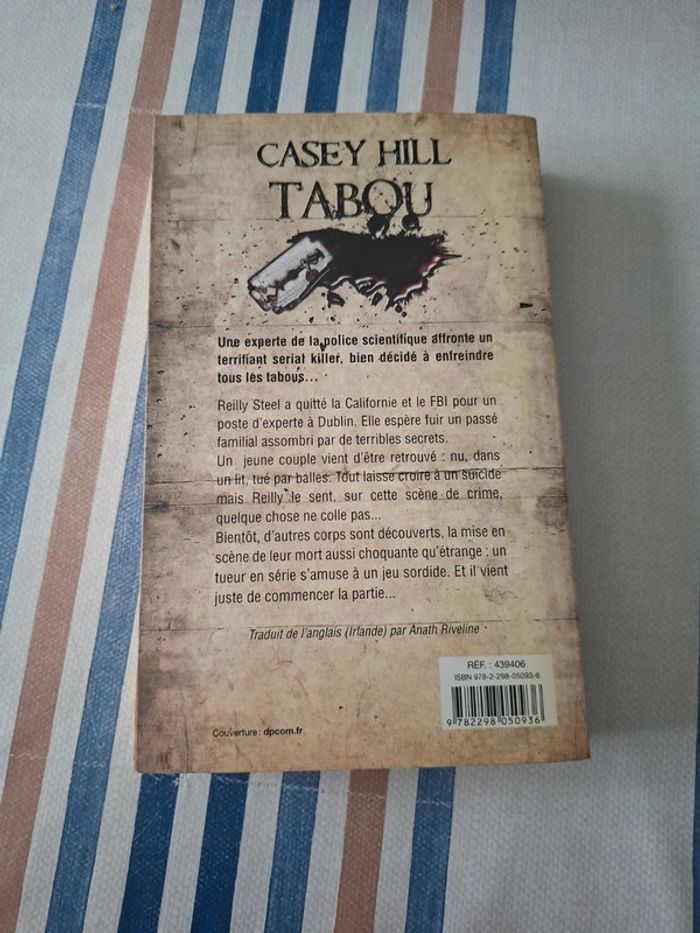 CASEY HILL
TABOU
Une experte de la police scientifique affronte un
terrifiant serial killer, bien décidé à enfreindre
tous les tabous...
Reilly Steel a quitté la Californie et le FBI pour un
poste d'experte à Dublin. Elle espère fuir un passé
familial assombri par de terribles secrets.
Un jeune couple vient d'être retrouvé : nu, dans
un lit, tué par balles. Tout laisse croire à un suicide
mais Reilly le sent, sur cette scène de crime,
quelque chose ne colle pas...
Bientôt, d'autres corps sont découverts, la mise en
scène de leur mort aussi choquante qu'étrange : un
tueur en série s'amuse à un jeu sordide. Et il vient
juste de commencer la partie...
Traduit de l'anglais (Irlande) par Anath Riveline
RÉF. : 439406
ISBN 978-2-298-05093-6
9 782298 050936
Couverture : dpcom.fr